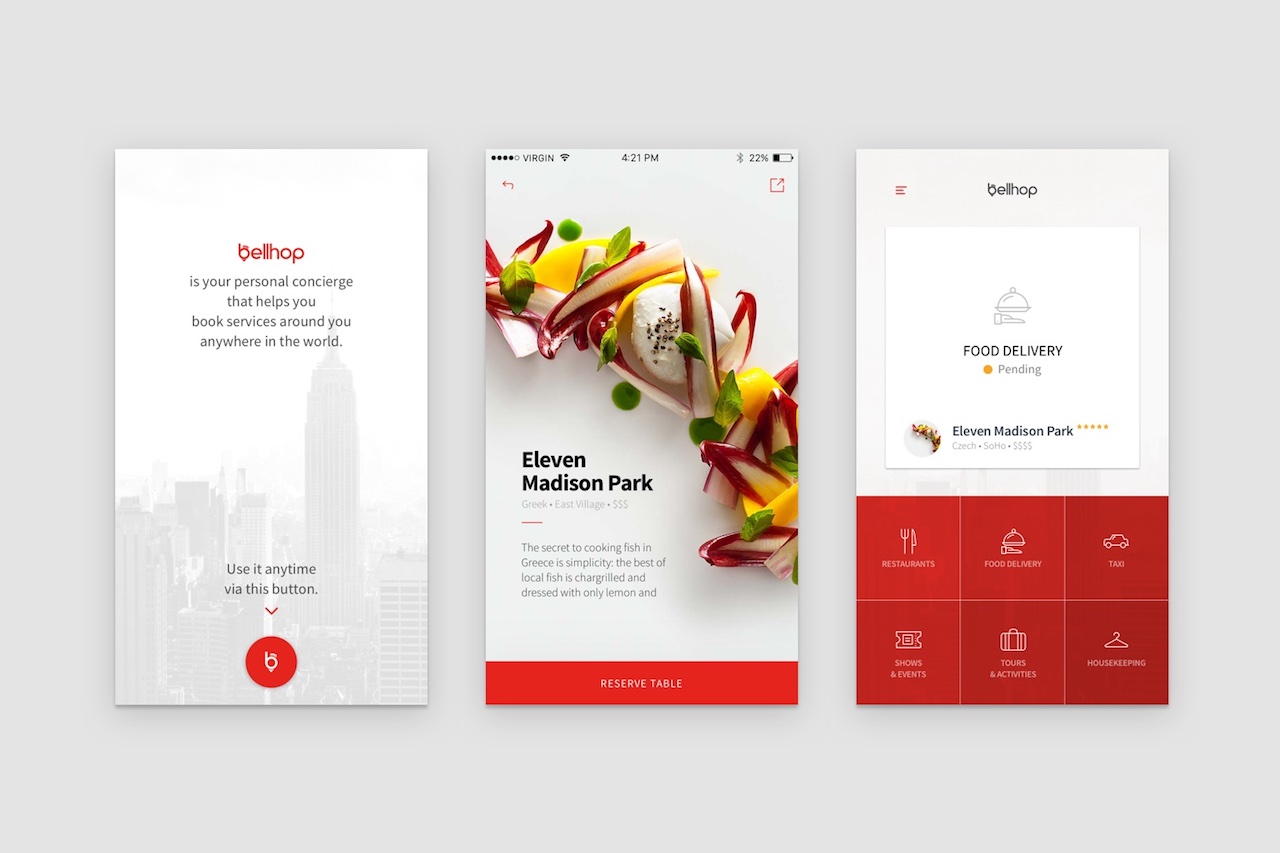 bellhop
is your personal concierge
that helps you
book services around you
anywhere in the world.
Use it anytime
via this button.
b
VIRGIN 4:21 PM 22%
Eleven
Madison Park
Greek • East Village • $$$
The secret to cooking fish in
Greece is simplicity: the best of
local fish is chargrilled and
dressed with only lemon and
RESERVE TABLE
bellhop
FOOD DELIVERY
Pending
Eleven Madison Park
Czech • SoHo • $$$$
RESTAURANTS
FOOD DELIVERY
TAXI
SHOWS
& EVENTS
TOURS
& ACTIVITIES
HOUSEKEEPING